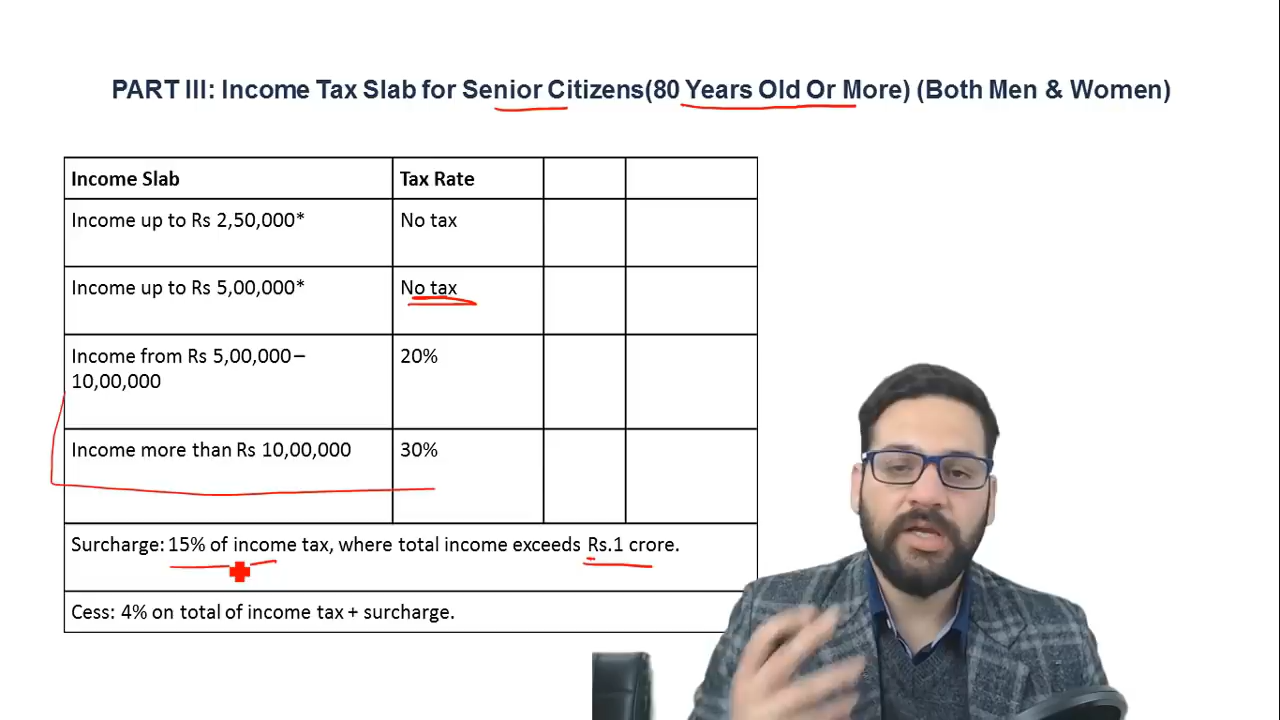 PART III: Income Tax Slab for Senior Citizens(80 Years Old Or More) (Both Men & Women)
Income Slab Tax Rate
Income up to Rs 2,50,000* No tax
Income up to Rs 5,00,000* No tax
Income from Rs 5,00,000– 20%
10,00,000
Income more than Rs 10,00,000 30%
Surcharge: 15% of income tax, where total income exceeds Rs.1 crore.
Cess: 4% on total of income tax + surcharge.